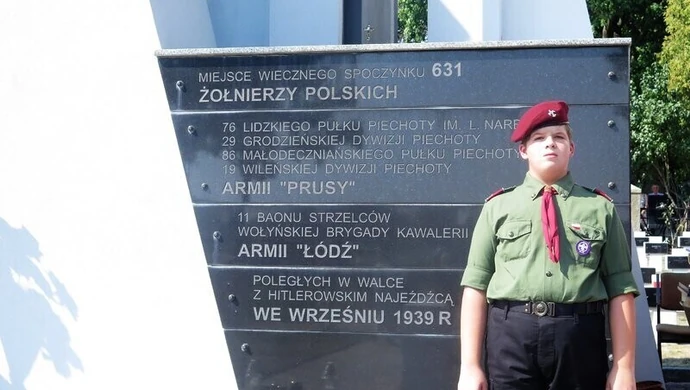 MIEJSCE WIECZNEGO SPOCZYNKU 631
ŻOŁNIERZY POLSKICH
76 LIDZKIEGO PUŁKU PIECHOTY IM. L. NARB
29 GRODZIEŃSKIEJ DYWIZJI PIECHOTY
86 MAŁODECZNIAŃSKIEGO PUŁKU PIECHOTY
19 WILEŃSKIEJ DYWIZJI PIECHOTY
ARMII "PRUSY"
11 BAONU STRZELCÓW
WOŁYŃSKIEJ BRYGADY KAWALERII
ARMII "ŁÓDŹ"
POLEGŁYCH W WALCE
Z HITLEROWSKIM NAJEŹDŹCĄ
WE WRZEŚNIU 1939 R